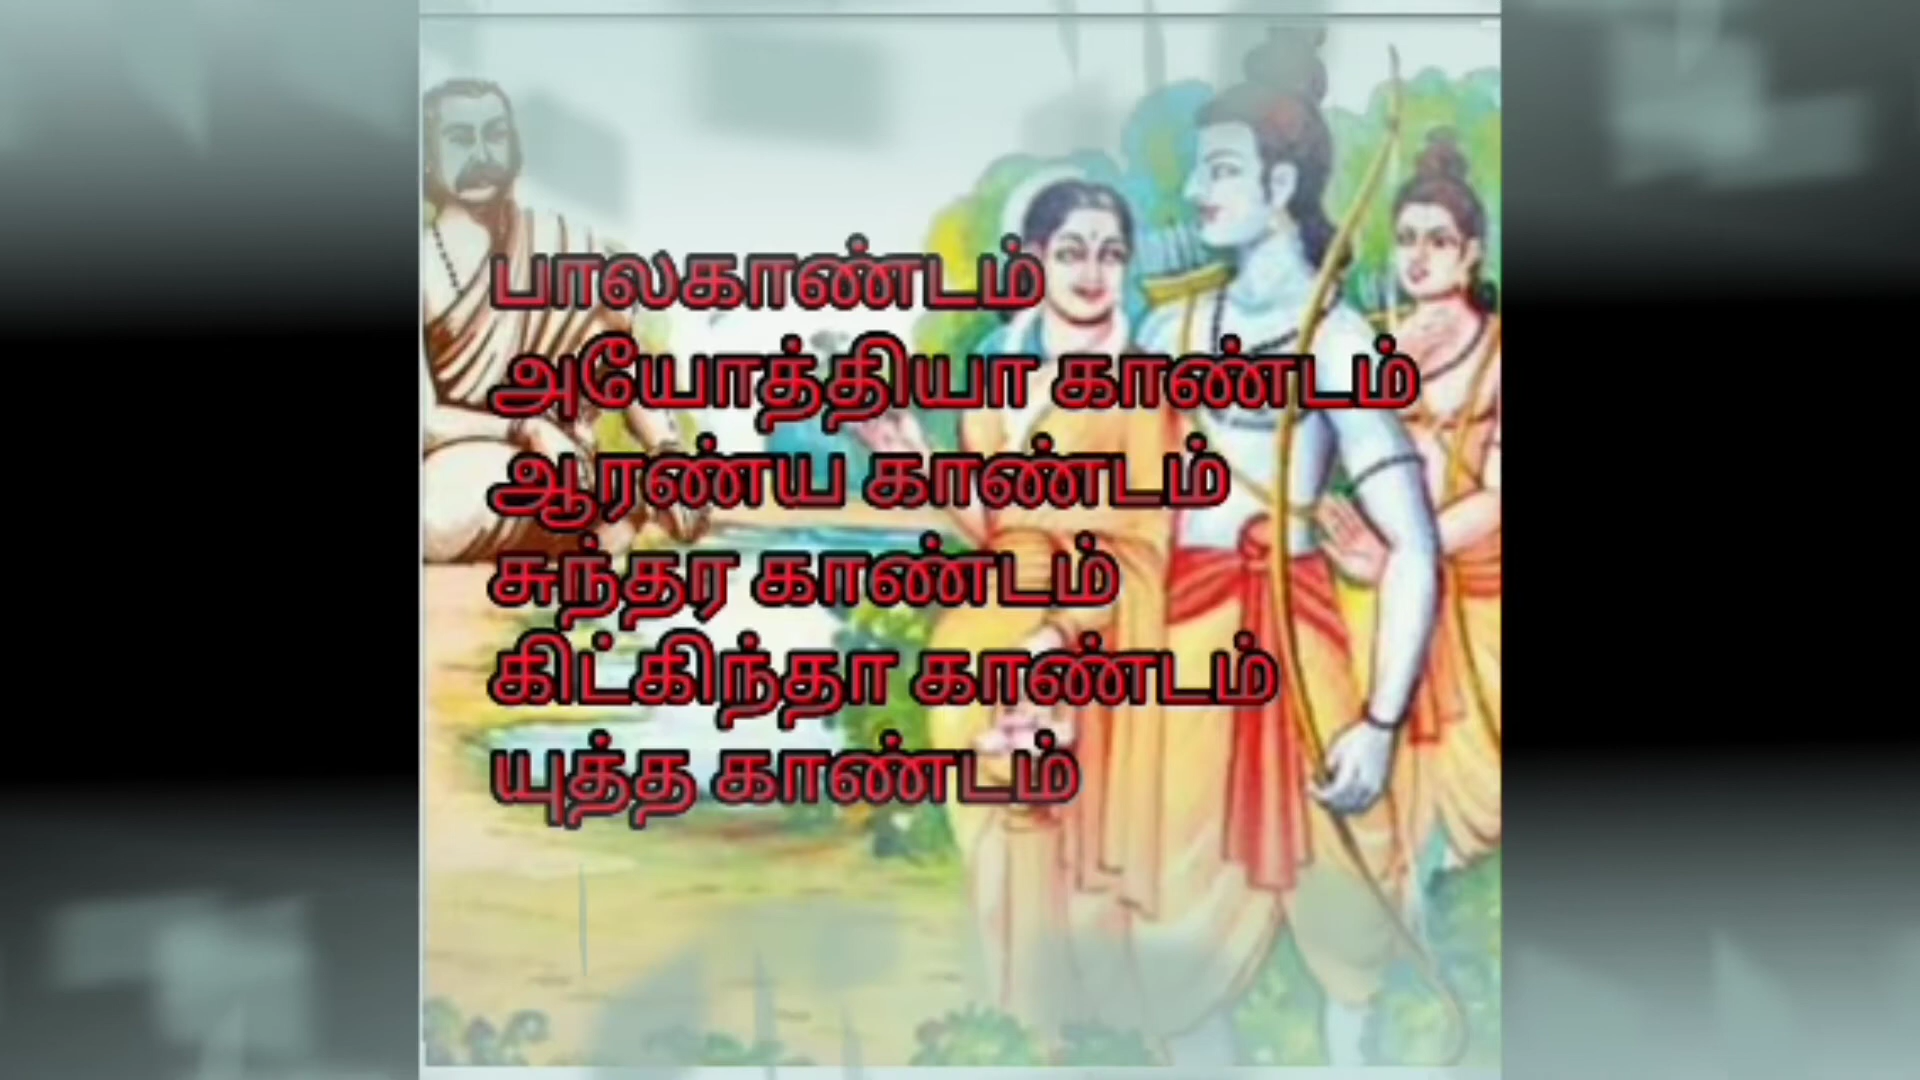 பாலகாண்டம்
அயோத்தியா காண்டம்
ஆரண்ய காண்டம்
சுந்தர காண்டம்
கிட்கிந்தா காண்டம்
யுத்த காண்டம்